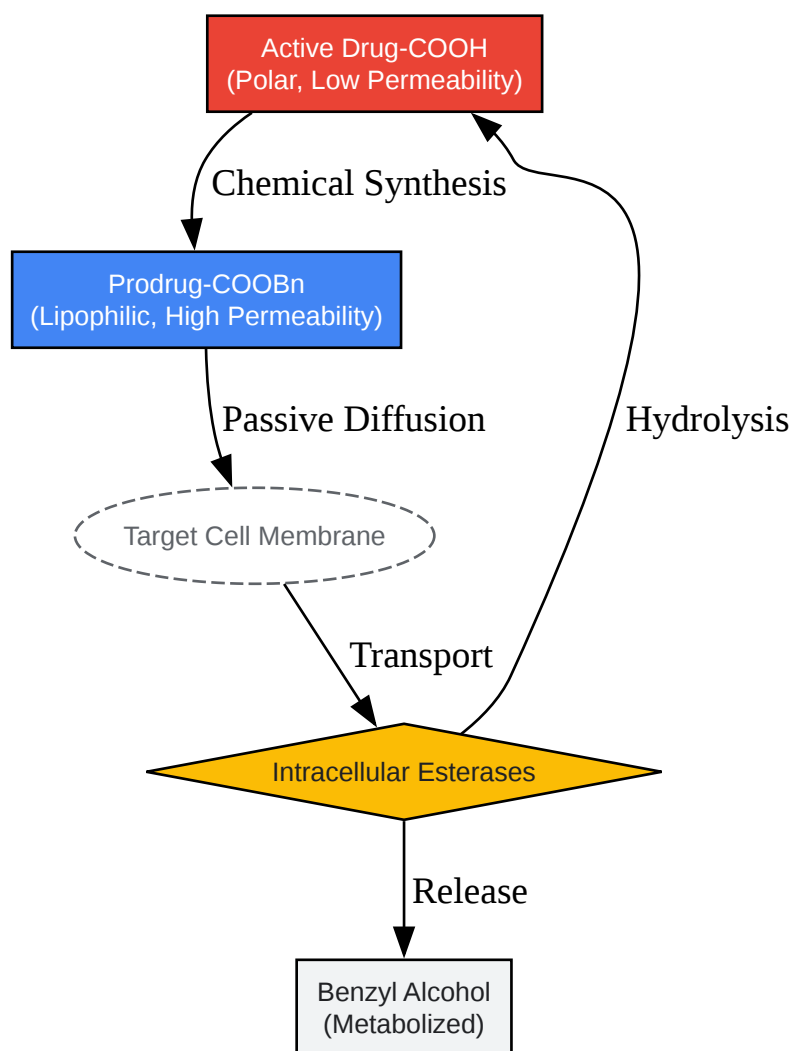 Active Drug-COOH
(Polar, Low Permeability)
Chemical Synthesis
Prodrug-COOBn
(Lipophilic, High Permeability)
Passive Diffusion
Hydrolysis
Target Cell Membrane
Transport
Intracellular Esterases
Release
Benzyl Alcohol
(Metabolized)